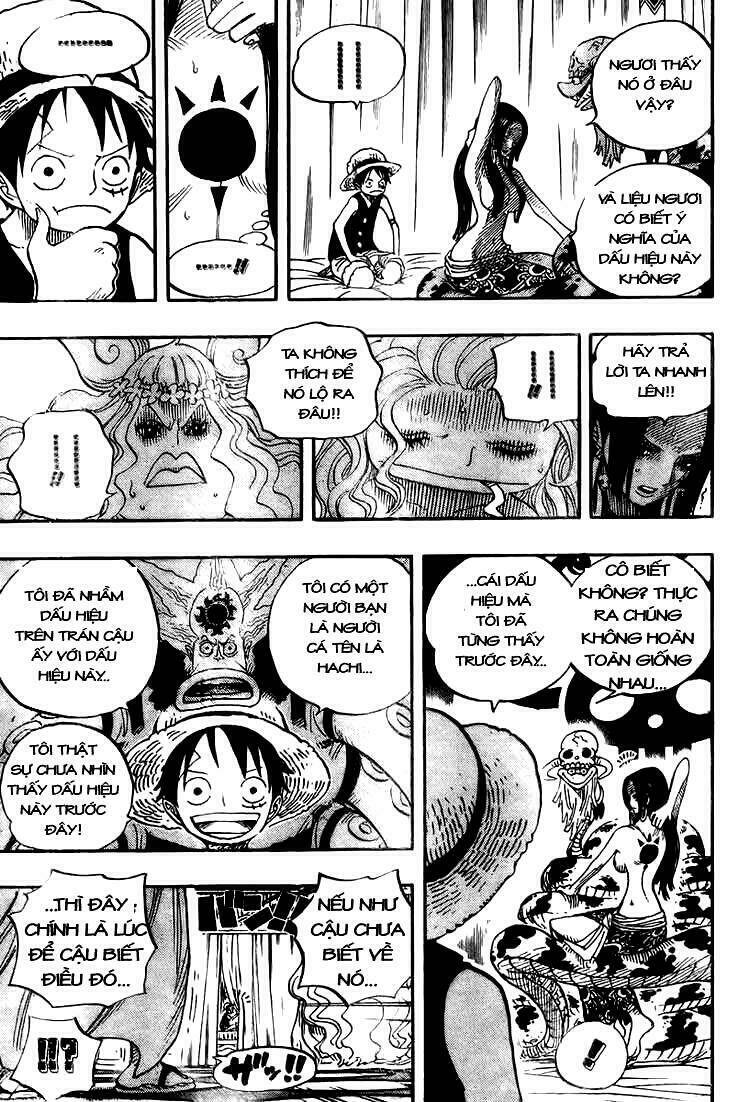 NGƯƠI THẤY
NÓ Ở ĐÂU
VẬY?
VÀ LIỆU NGƯƠI
CÓ BIẾT Ý
NGHĨA CỦA
DẤU HIỆU NÀY
KHÔNG?
!!
..........
......!!
HÃY TRẢ
LỜI TA NHANH
LÊN!!
TA KHÔNG
THÍCH ĐỂ
NÓ LỘ RA
ĐÂU!!
CÔ BIẾT
KHÔNG? THỰC
RA CHÚNG
KHÔNG HOÀN
TOÀN GIỐNG
NHAU...
...CÁI DẤU
HIỆU MÀ
TÔI ĐÃ
TỪNG THẤY
TRƯỚC ĐÂY..
!
TÔI CÓ MỘT
NGƯỜI BẠN
LÀ NGƯỜI
CÁ TÊN LÀ
HACHI...
TÔI ĐÃ NHẦM
DẤU HIỆU
TRÊN TRÁN CẬU
ẤY VỚI DẤU
HIỆU NÀY..
TÔI THẬT
SỰ CHƯA NHÌN
THẤY DẤU HIỆU
NÀY TRƯỚC
ĐÂY!
NẾU NHƯ
CẬU CHƯA
BIẾT VỀ
NÓ...
...THÌ ĐÂY
CHÍNH LÀ LÚC
ĐỂ CẬU BIẾT
ĐIỀU ĐÓ...
ザッ!!
!!?